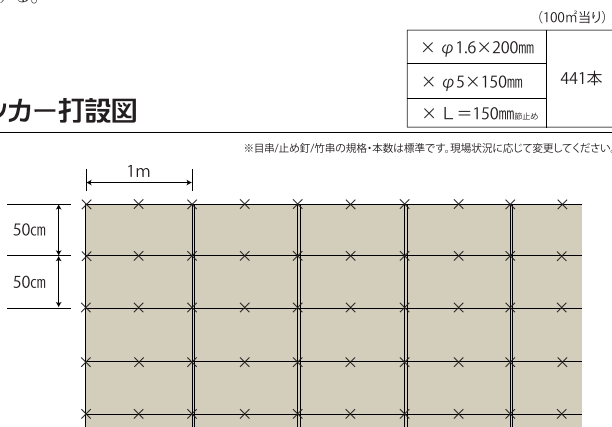 る。
（100㎡当り）
× φ1.6×200㎜
× φ5×150㎜
× L＝150㎜節止め
441本
ンカー打設図
※目串/止め釘/竹串の規格・本数は標準です。現場状況に応じて変更してください。
1m
50㎝
50㎝